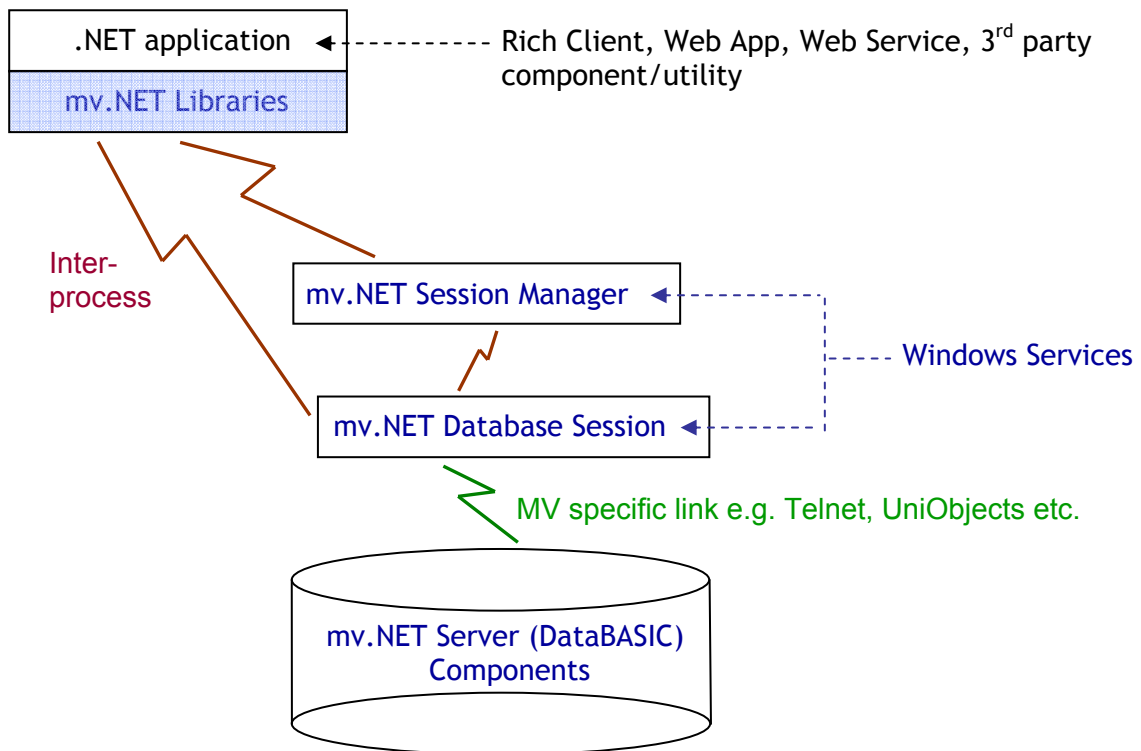 .NET application
Rich Client, Web App, Web Service, 3rd party
component/utility
mv.NET Libraries
Inter-
process
mv.NET Session Manager
Windows Services
mv.NET Database Session
MV specific link e.g. Telnet, UniObjects etc.
mv.NET Server (DataBASIC)
Components